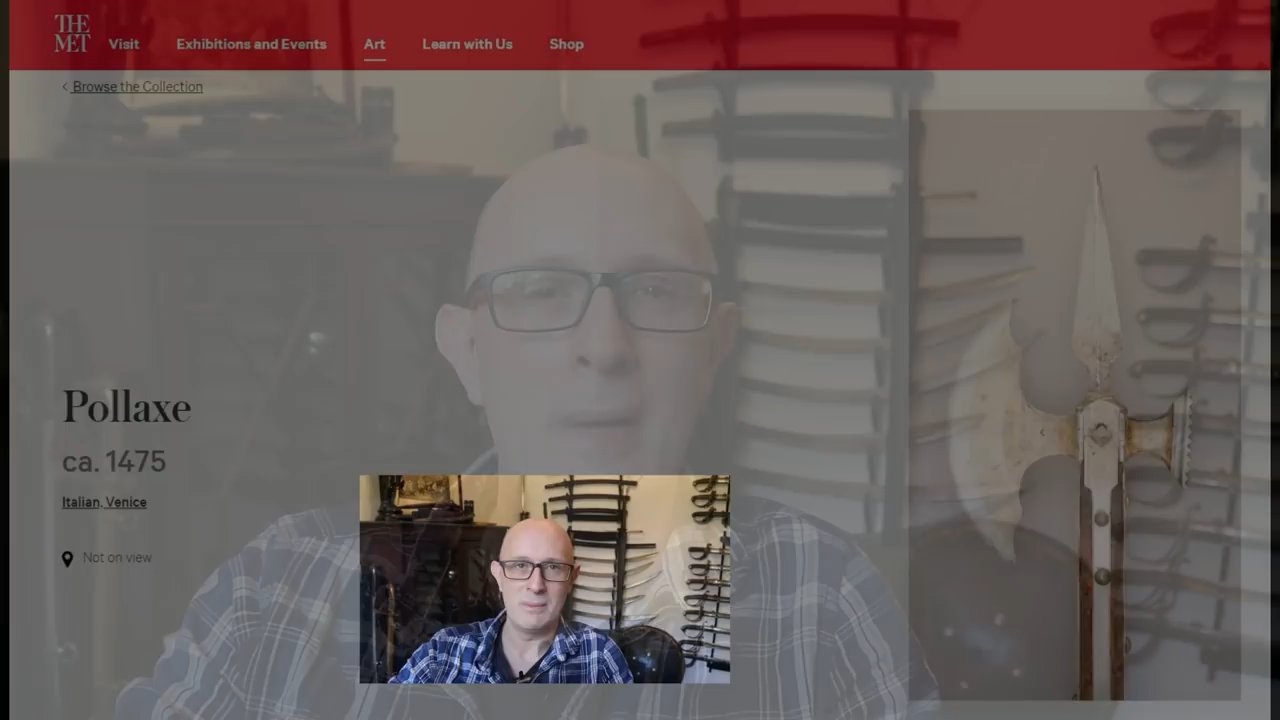 THE
MET
Visit Exhibitions and Events Art Learn with Us Shop
< Browse the Collection
Pollaxe
ca. 1475
Italian, Venice
Not on view